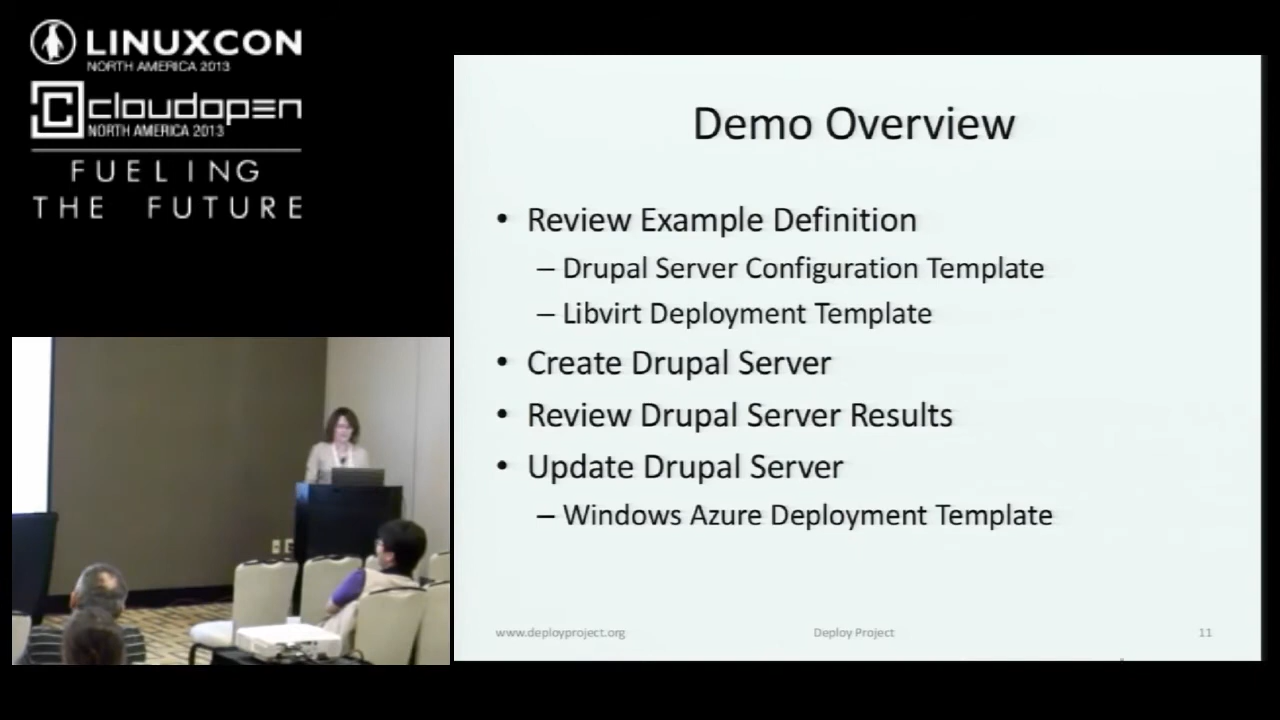 LINUXCON
NORTH AMERICA 2013
cloudopen
NORTH AMERICA 2013
FUELING
THE FUTURE
Demo Overview
• Review Example Definition
– Drupal Server Configuration Template
– Libvirt Deployment Template
• Create Drupal Server
• Review Drupal Server Results
• Update Drupal Server
– Windows Azure Deployment Template
www.deployproject.org
Deploy Project
11